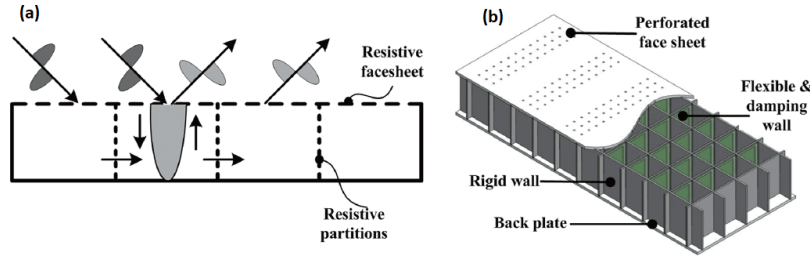 (a)
Resistive
facesheet
Resistive
partitions
(b)
Perforated
face sheet
Flexible &
damping
wall
Rigid wall
Back plate